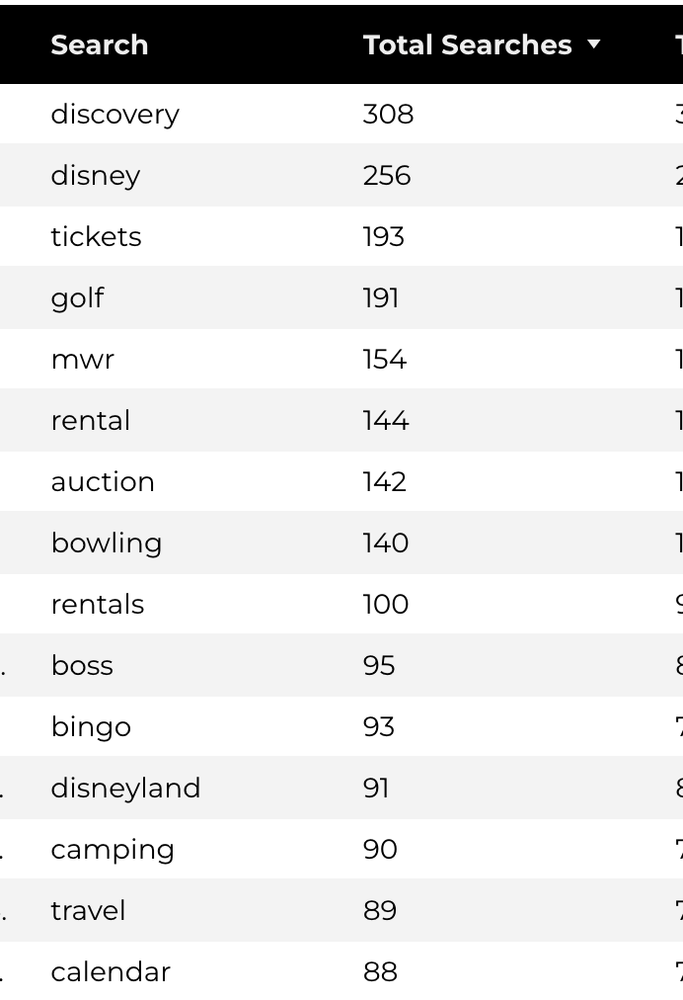 Search Total Searches
discovery 308
disney 256
tickets 193
golf 191
mwr 154
rental 144
auction 142
bowling 140
rentals 100
boss 95
bingo 93
disneyland 91
camping 90
travel 89
calendar 88